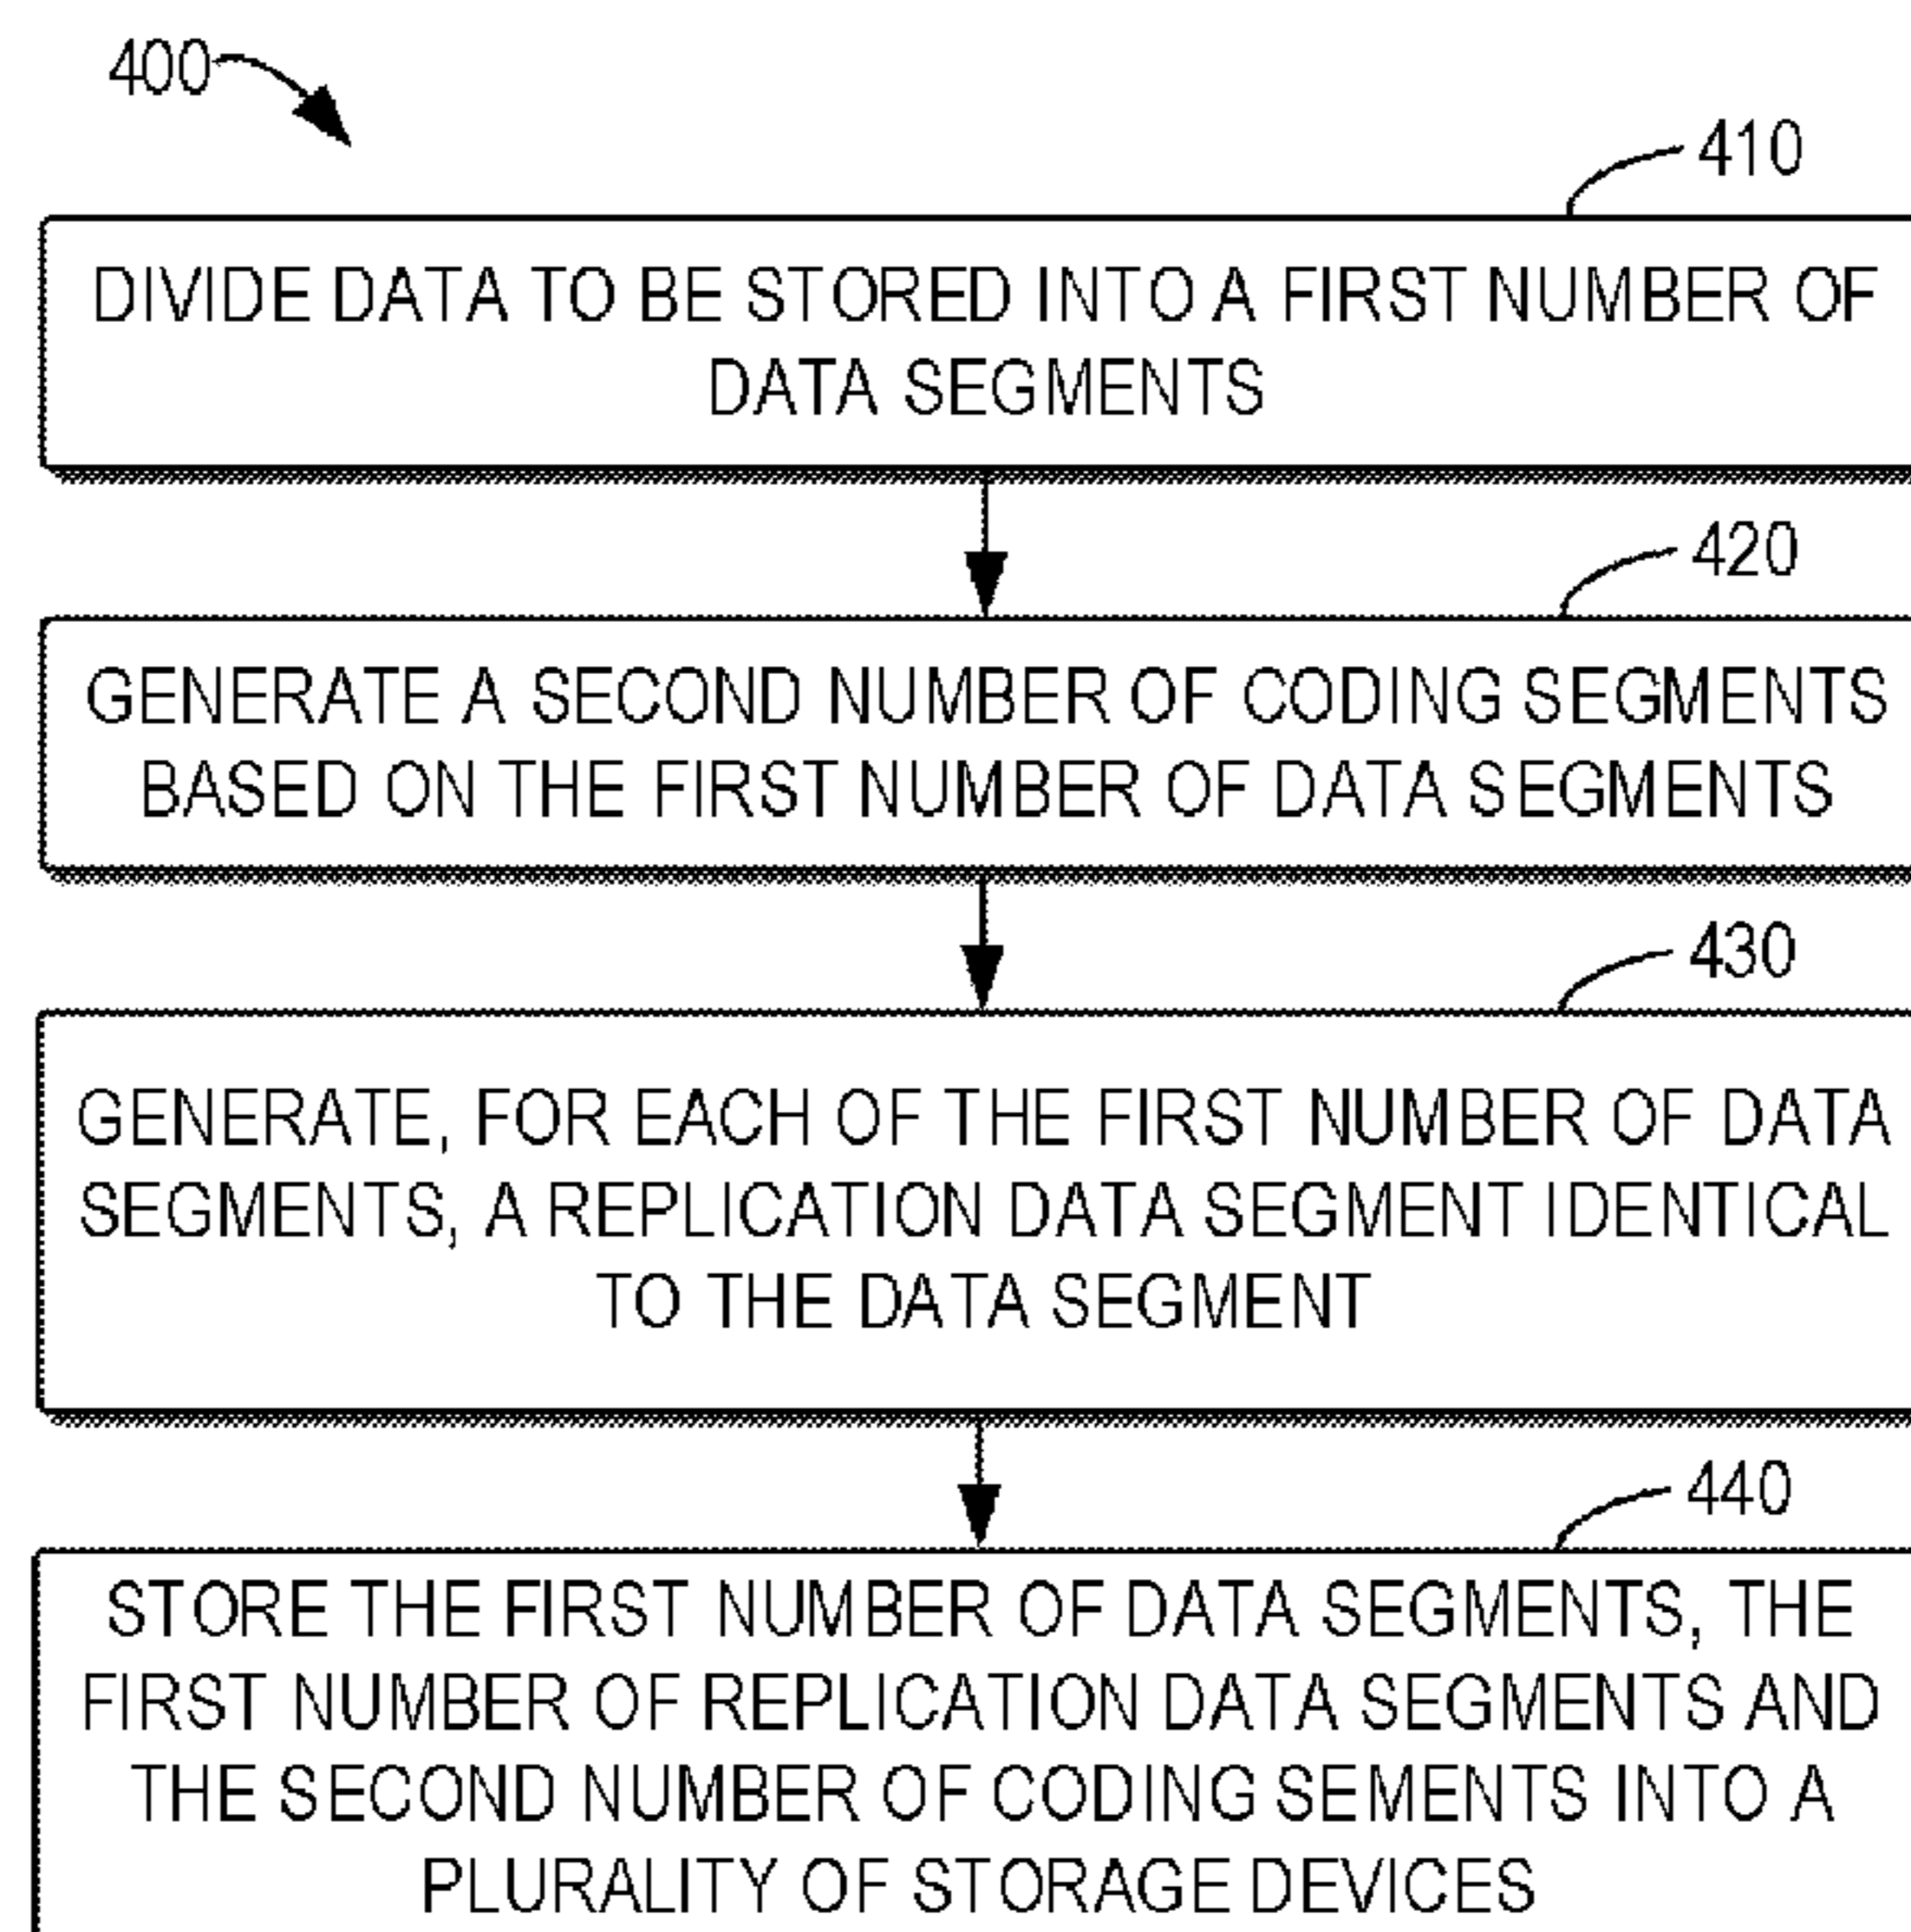 400
410
DIVIDE DATA TO BE STORED INTO A FIRST NUMBER OF
DATA SEGMENTS
420
GENERATE A SECOND NUMBER OF CODING SEGMENTS
BASED ON THE FIRST NUMBER OF DATA SEGMENTS
430
GENERATE, FOR EACH OF THE FIRST NUMBER OF DATA
SEGMENTS, A REPLICATION DATA SEGMENT IDENTICAL
TO THE DATA SEGMENT
440
STORE THE FIRST NUMBER OF DATA SEGMENTS, THE
FIRST NUMBER OF REPLICATION DATA SEGMENTS AND
THE SECOND NUMBER OF CODING SEMENTS INTO A
PLURALITY OF STORAGE DEVICES